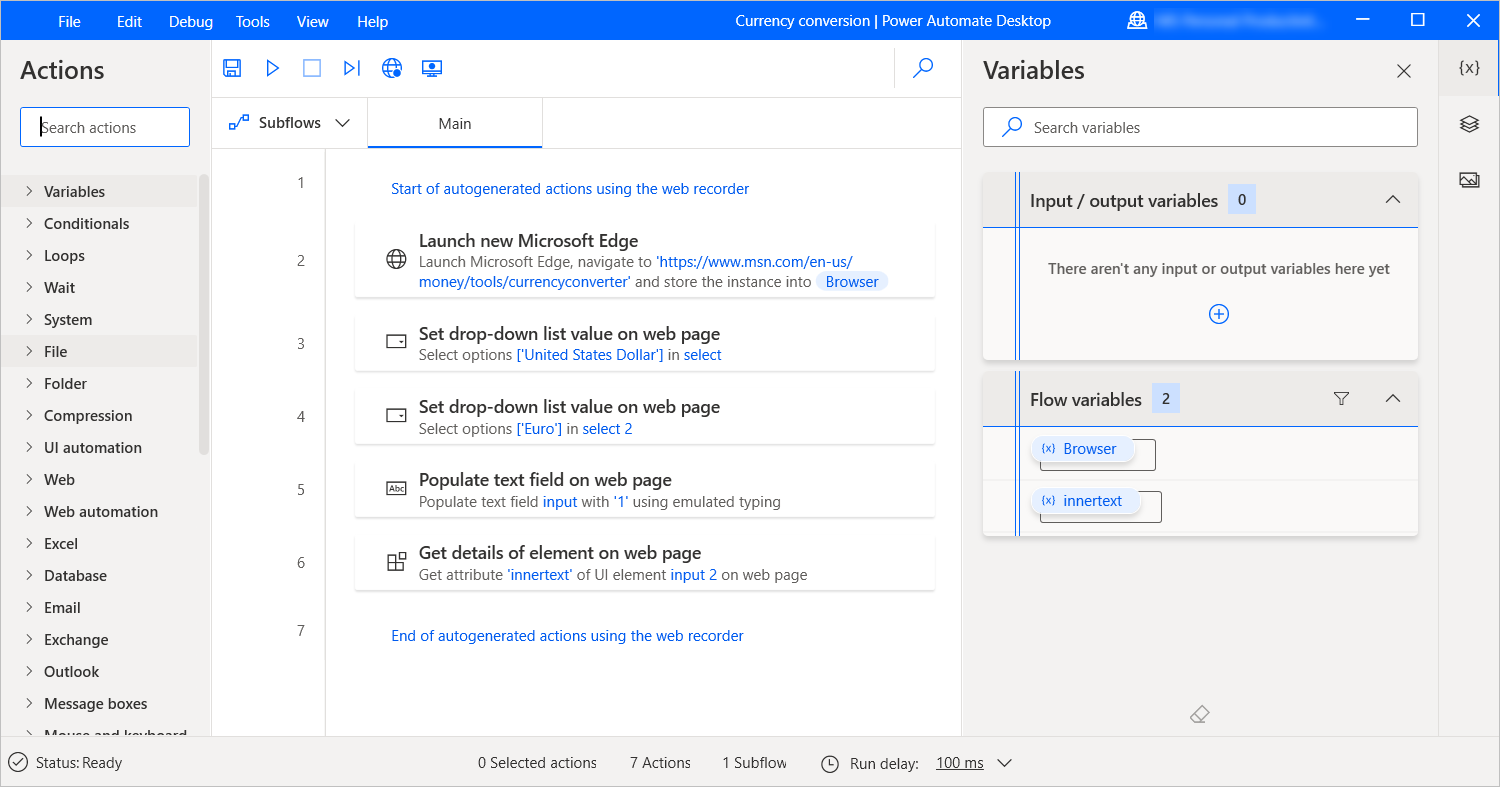 File Edit Debug Tools View Help
Currency conversion | Power Automate Desktop
Actions
Search actions
Variables
Conditionals
Loops
Wait
System
File
Folder
Compression
UI automation
Web
Web automation
Excel
Database
Email
Exchange
Outlook
Message boxes
Mouse and keyboard
Subflows
Main
1
Start of autogenerated actions using the web recorder
2
Launch new Microsoft Edge
Launch Microsoft Edge, navigate to 'https://www.msn.com/en-us/
money/tools/currencyconverter' and store the instance into Browser
3
Set drop-down list value on web page
Select options ['United States Dollar'] in select
4
Set drop-down list value on web page
Select options ['Euro'] in select 2
5
Abc
Populate text field on web page
Populate text field input with '1' using emulated typing
6
Get details of element on web page
Get attribute 'innertext' of UI element input 2 on web page
7
End of autogenerated actions using the web recorder
Variables
{x}
Search variables
Input / output variables 0
There aren't any input or output variables here yet
Flow variables 2
{x} Browser
{x} innertext
Status: Ready
0 Selected actions
7 Actions
1 Subflow
Run delay: 100 ms